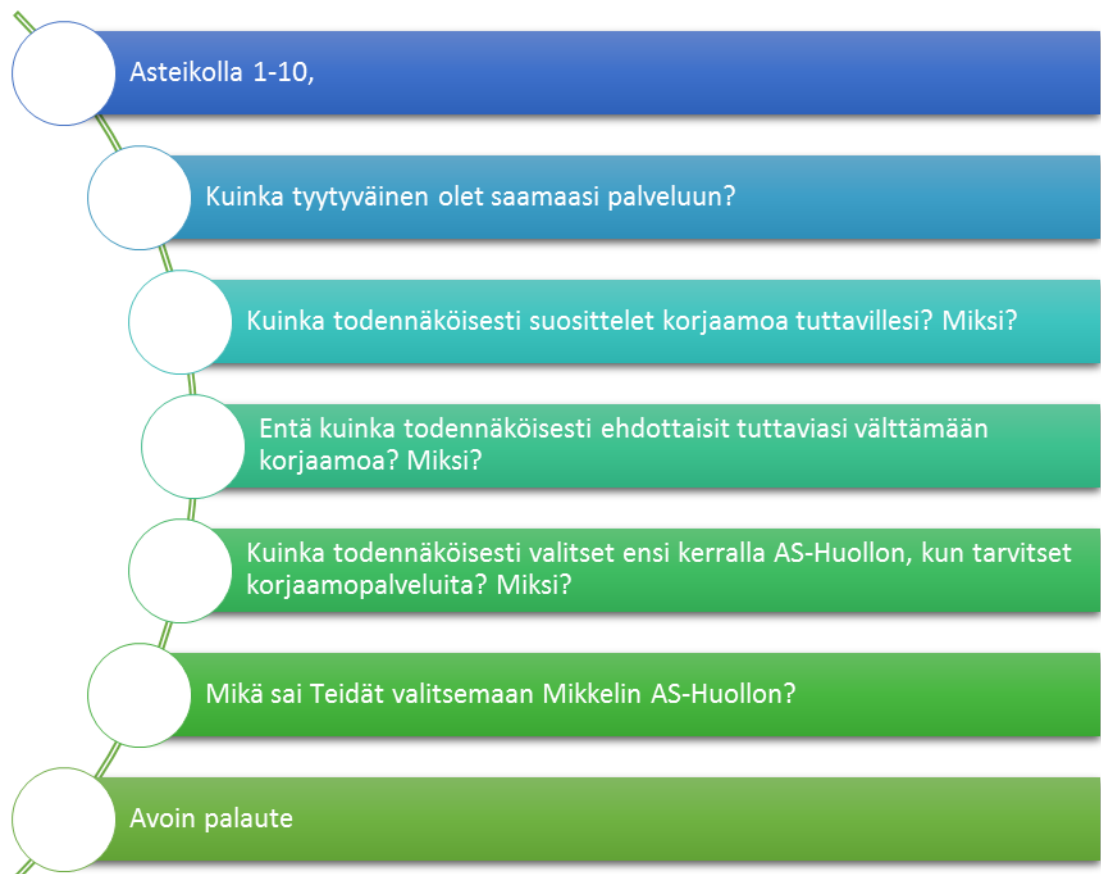 Asteikolla 1-10,
Kuinka tyytyväinen olet saamaasi palveluun?
Kuinka todennäköisesti suosittelet korjaamoa tuttavillesi? Miksi?
Entä kuinka todennäköisesti ehdottaisit tuttaviasi välttämään
korjaamoa? Miksi?
Kuinka todennäköisesti valitset ensi kerralla AS-Huollon, kun tarvitset
korjaamopalveluita? Miksi?
Mikä sai Teidät valitsemaan Mikkelin AS-Huollon?
Avoin palaute